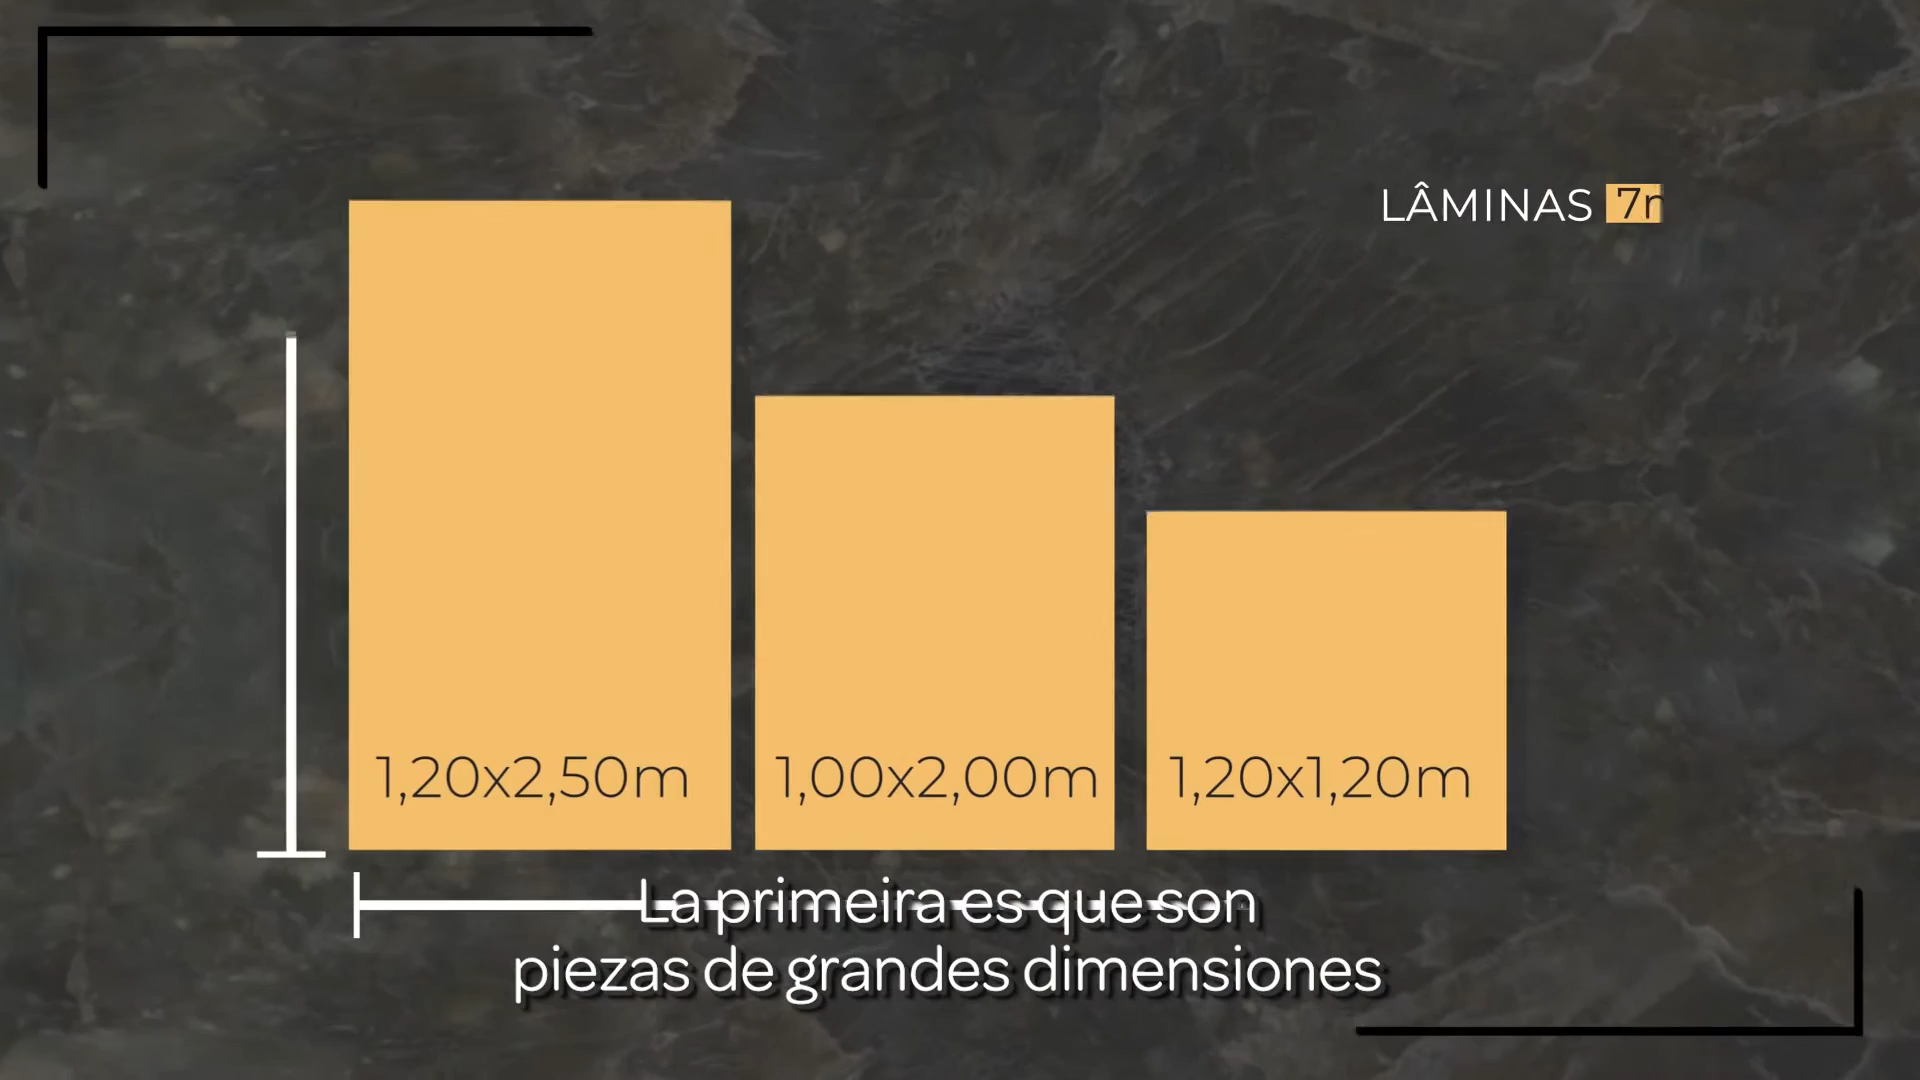 LÂMINAS 7
1,20x2,50m
1,00x2,00m
1,20x1,20m
La primeira es que son
piezas de grandes dimensiones